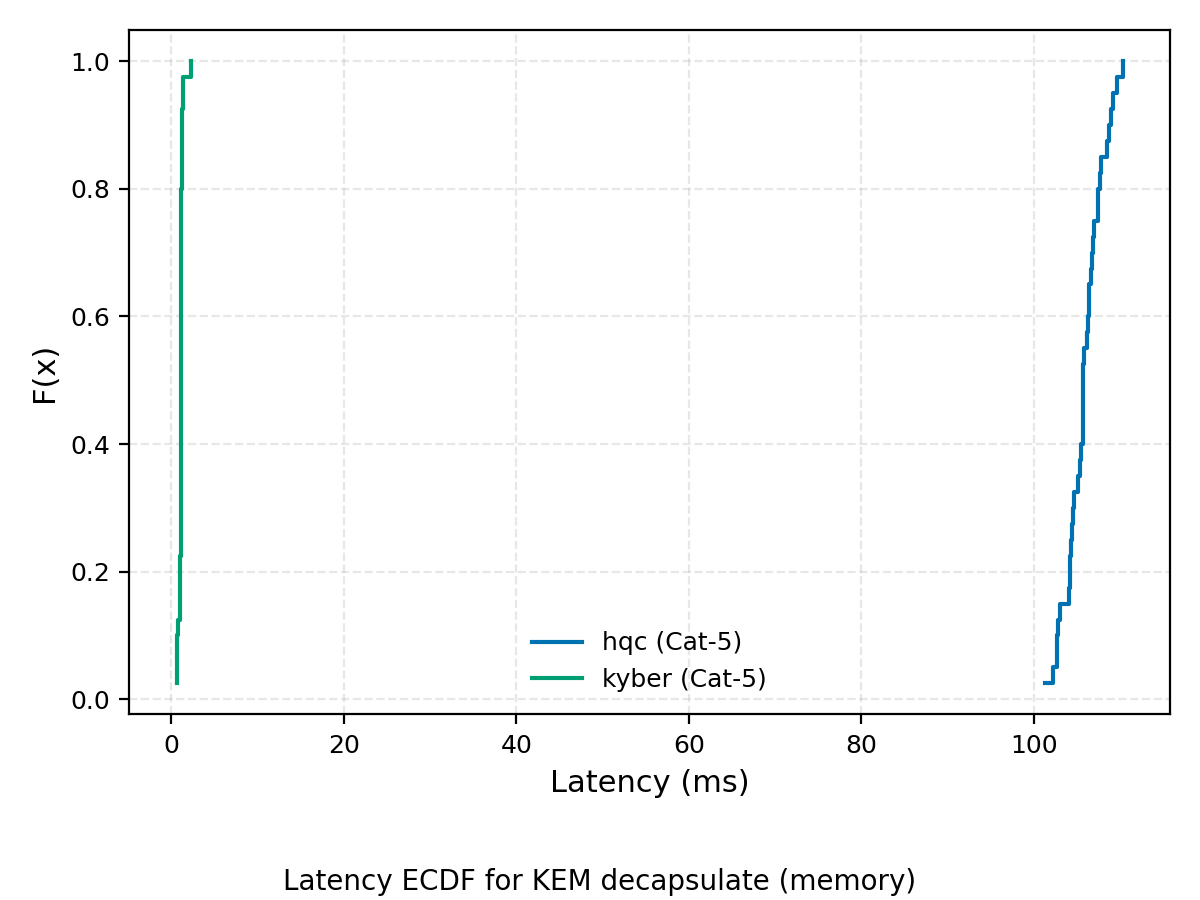 1.0
0.8
0.6
0.4
0.2
0.0
F(x)
hqc (Cat-5)
kyber (Cat-5)
0 20 40 60 80 100
Latency (ms)
Latency ECDF for KEM decapsulate (memory)